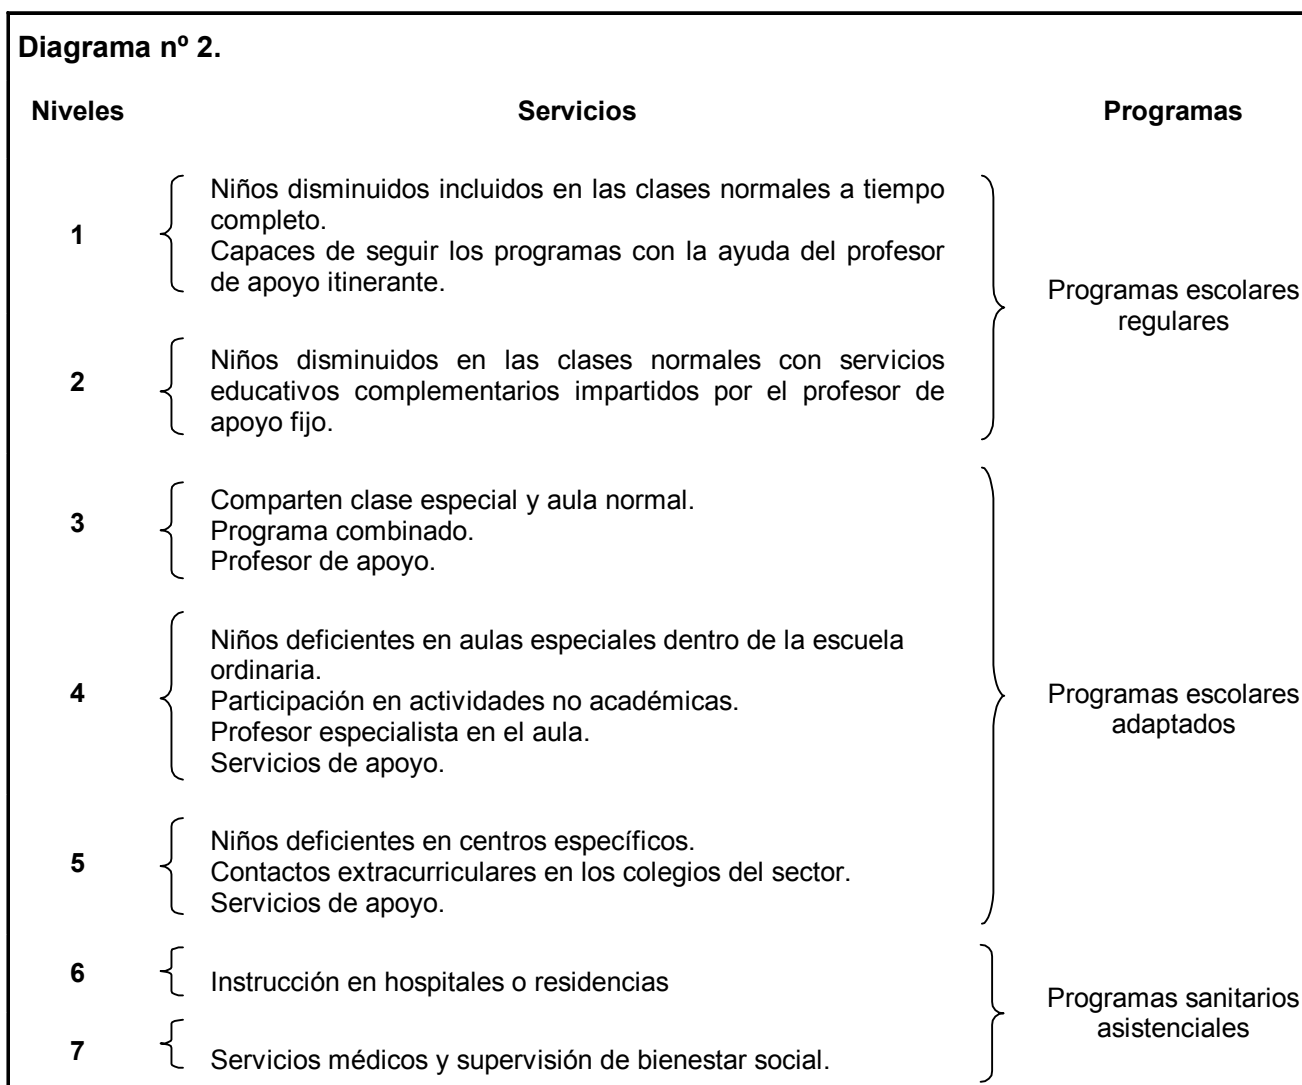 Diagrama nº 2.
Niveles Servicios Programas
1
Niños disminuidos incluidos en las clases normales a tiempo
completo.
Capaces de seguir los programas con la ayuda del profesor
de apoyo itinerante.
2
Niños disminuidos en las clases normales con servicios
educativos complementarios impartidos por el profesor de
apoyo fijo.
Programas escolares
regulares
3
Comparten clase especial y aula normal.
Programa combinado.
Profesor de apoyo.
4
Niños deficientes en aulas especiales dentro de la escuela
ordinaria.
Participación en actividades no académicas.
Profesor especialista en el aula.
Servicios de apoyo.
5
Niños deficientes en centros específicos.
Contactos extracurriculares en los colegios del sector.
Servicios de apoyo.
Programas escolares
adaptados
6
Instrucción en hospitales o residencias
7
Servicios médicos y supervisión de bienestar social.
Programas sanitarios
asistenciales